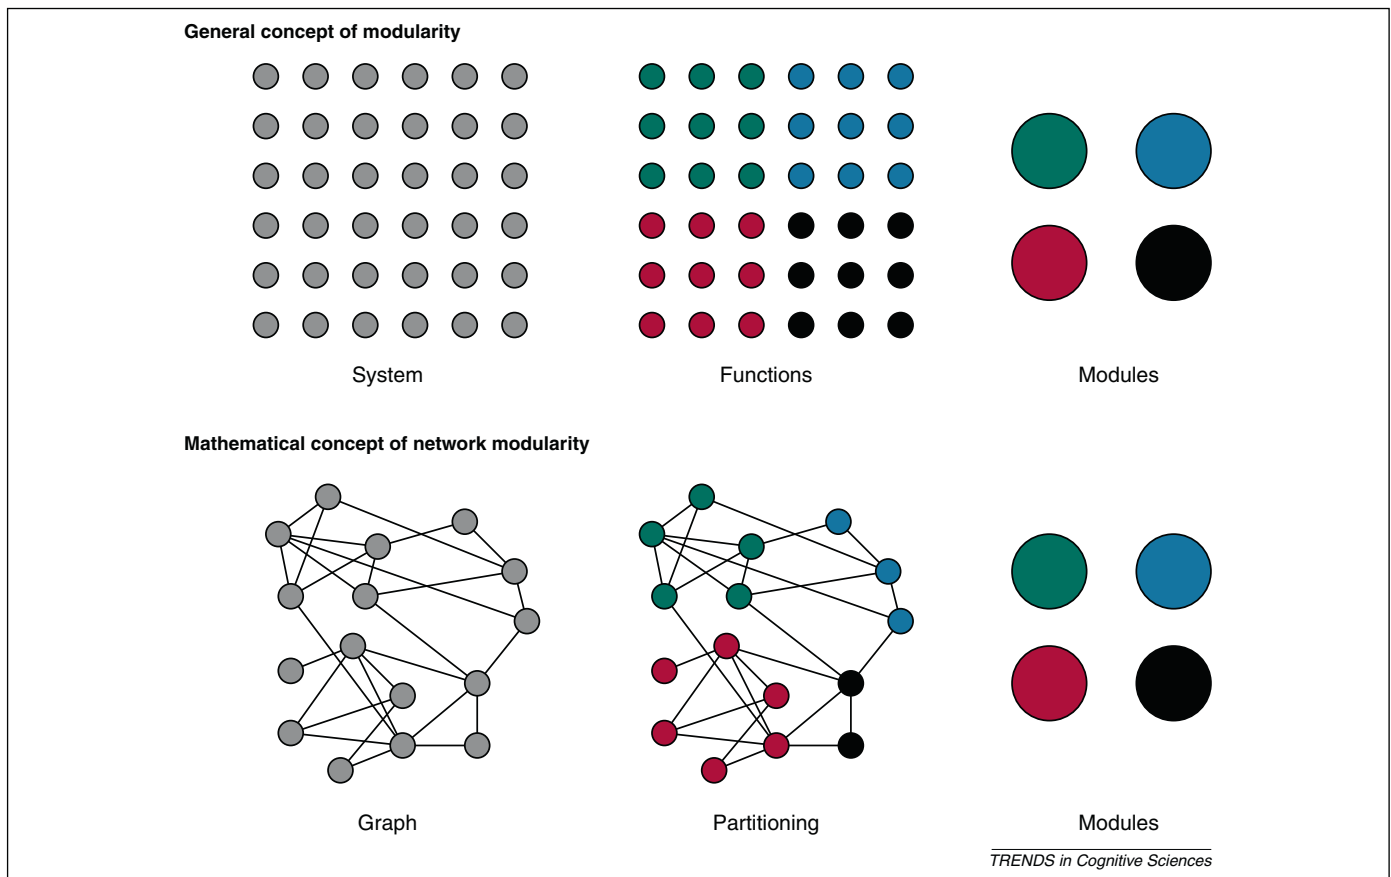 General concept of modularity
System
Functions
Modules
Mathematical concept of network modularity
Graph
Partitioning
Modules
TRENDS in Cognitive Sciences